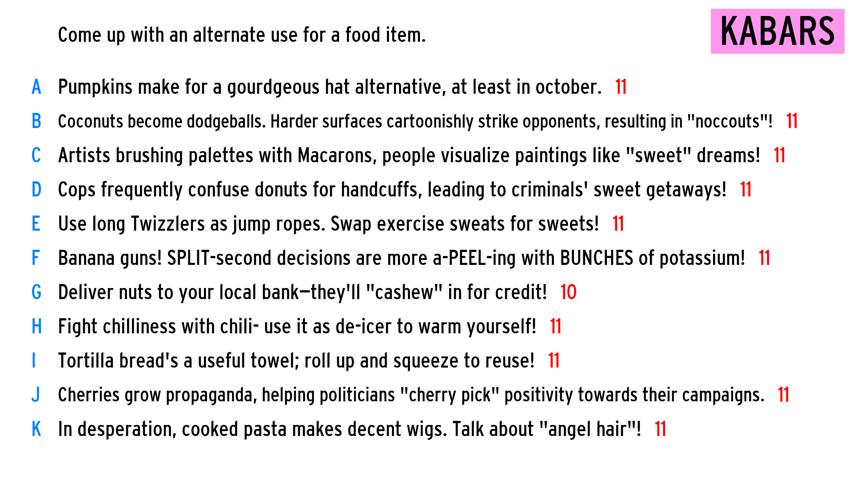 Come up with an alternate use for a food item.
KABARS
A Pumpkins make for a gourdgeous hat alternative, at least in october. 11
B Coconuts become dodgeballs. Harder surfaces cartoonishly strike opponents, resulting in "noccouts"! 11
C Artists brushing palettes with Macarons, people visualize paintings like "sweet" dreams! 11
D Cops frequently confuse donuts for handcuffs, leading to criminals' sweet getaways! 11
E Use long Twizzlers as jump ropes. Swap exercise sweats for sweets! 11
F Banana guns! SPLIT-second decisions are more a-PEEL-ing with BUNCHES of potassium! 11
G Deliver nuts to your local bank—they'll "cashew" in for credit! 10
H Fight chilliness with chili- use it as de-icer to warm yourself! 11
I Tortilla bread's a useful towel; roll up and squeeze to reuse! 11
J Cherries grow propaganda, helping politicians "cherry pick" positivity towards their campaigns. 11
K In desperation, cooked pasta makes decent wigs. Talk about "angel hair"! 11